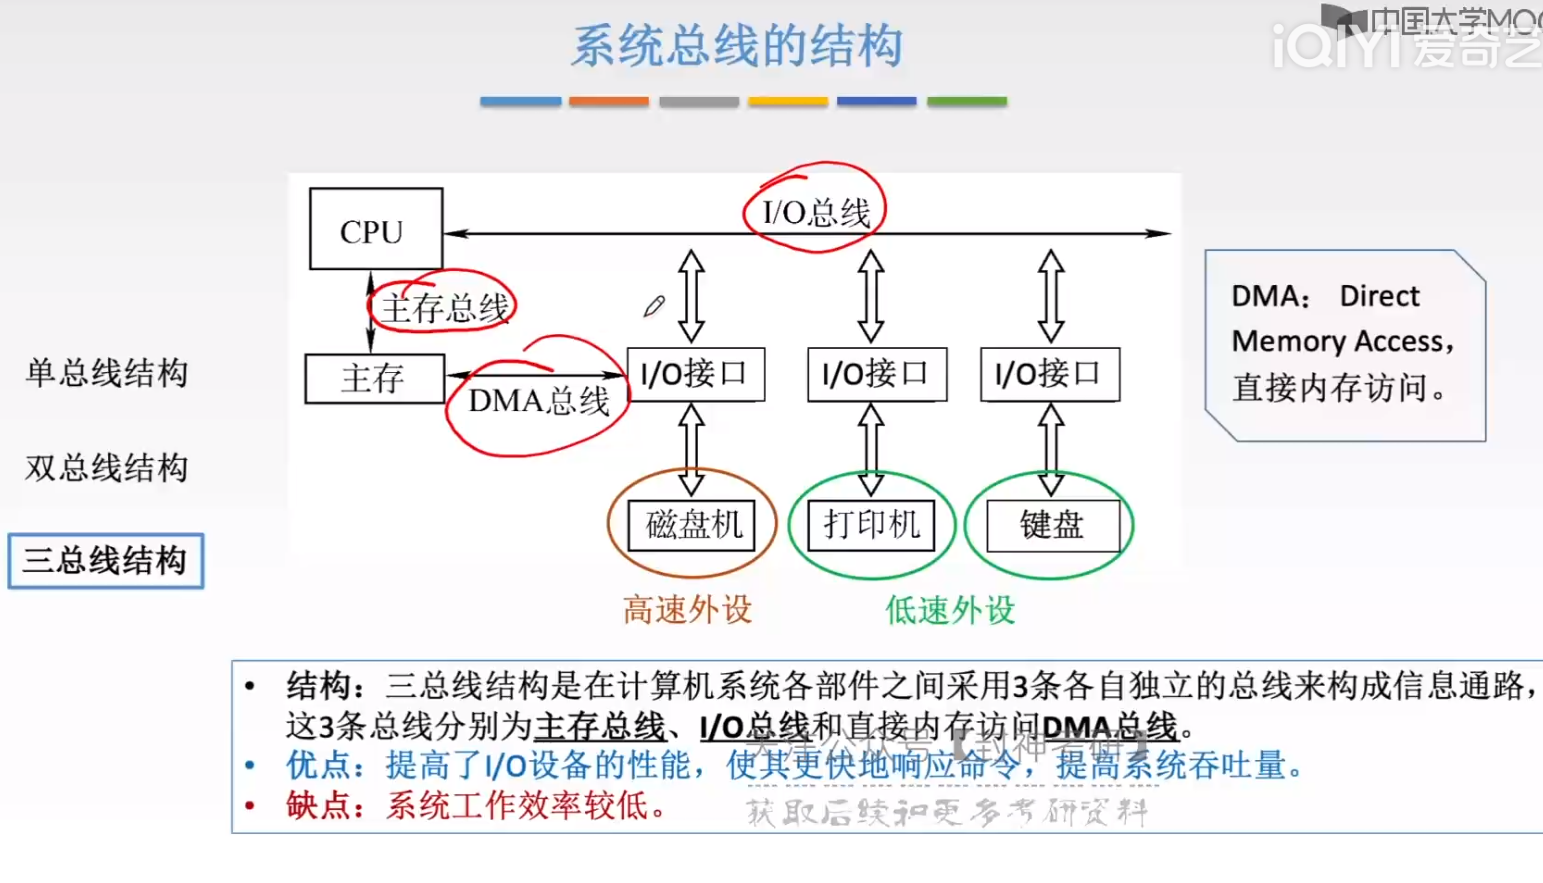 中国大学MOO
iQIYI 爱奇艺
系统总线的结构
CPU
I/O总线
主存总线
主存
DMA总线
I/O接口
I/O接口
I/O接口
磁盘机
打印机
键盘
高速外设
低速外设
DMA: Direct
Memory Access,
直接内存访问。
单总线结构
双总线结构
三总线结构
• 结构：三总线结构是在计算机系统各部件之间采用3条各自独立的总线来构成信息通路，
这3条总线分别为主存总线、I/O总线和直接内存访问DMA总线。
关注公众号【封神考研】
• 优点：提高了I/O设备的性能，使其更快地响应命令，提高系统吞吐量。
• 缺点：系统工作效率较低。
获取后续和更多考研资料